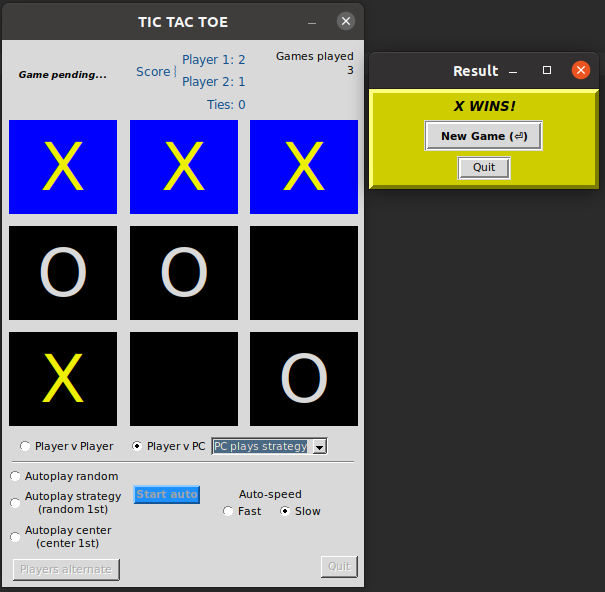 TIC TAC TOE
Game pending...
Score
Player 1: 2
Player 2: 1
Ties: 0
Games played
3
X X X
O O
X O
Player v Player
Player v PC
PC plays strategy
Autoplay random
Autoplay strategy
(random 1st)
Autoplay center
(center 1st)
Start auto
Auto-speed
Fast
Slow
Players alternate
Quit
Result
X WINS!
New Game (⏎)
Quit